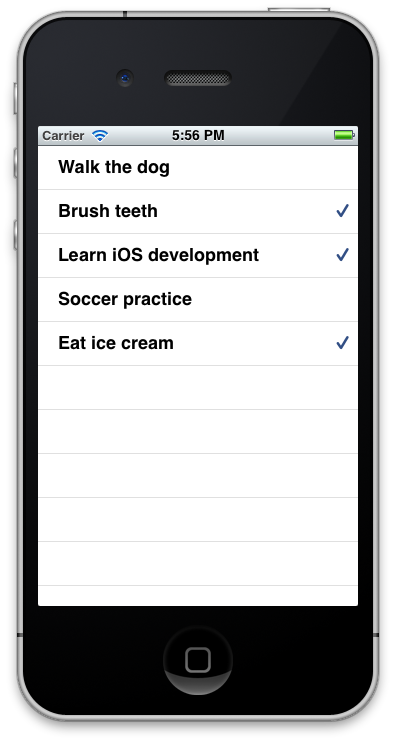 Carrier 5:56 PM
Walk the dog
Brush teeth
Learn iOS development
Soccer practice
Eat ice cream